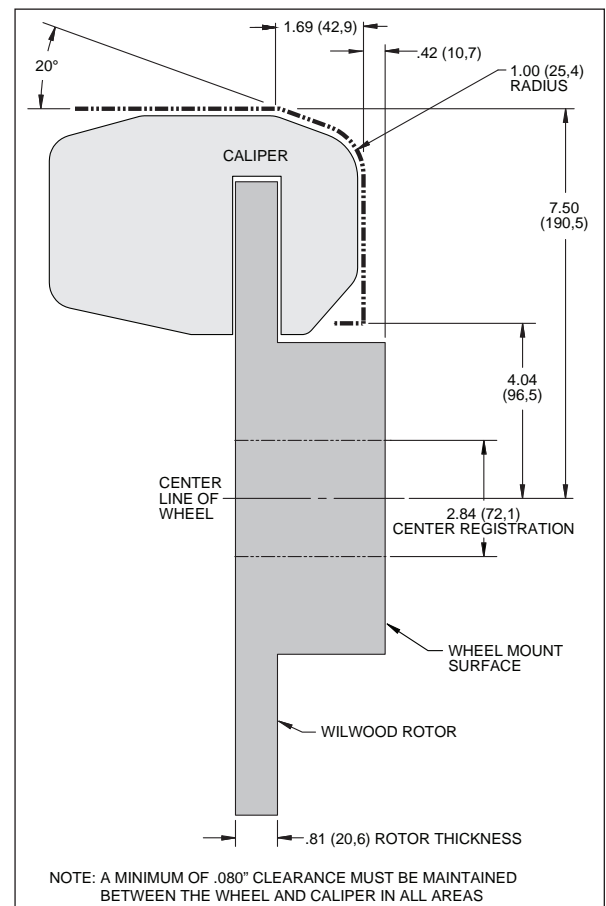 1.69 (42,9)
.42 (10,7)
20°
1.00 (25,4)
RADIUS
CALIPER
7.50
(190,5)
4.04
(96,5)
CENTER
LINE OF
WHEEL
2.84 (72,1)
CENTER REGISTRATION
WHEEL MOUNT
SURFACE
WILWOOD ROTOR
.81 (20,6) ROTOR THICKNESS
NOTE: A MINIMUM OF .080” CLEARANCE MUST BE MAINTAINED
BETWEEN THE WHEEL AND CALIPER IN ALL AREAS